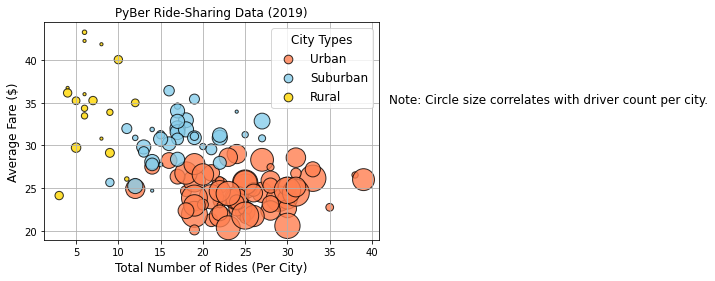 PyBer Ride-Sharing Data (2019)
Average Fare ($)
40
35
30
25
20
City Types
Urban
Suburban
Rural
Note: Circle size correlates with driver count per city.
5 10 15 20 25 30 35 40
Total Number of Rides (Per City)